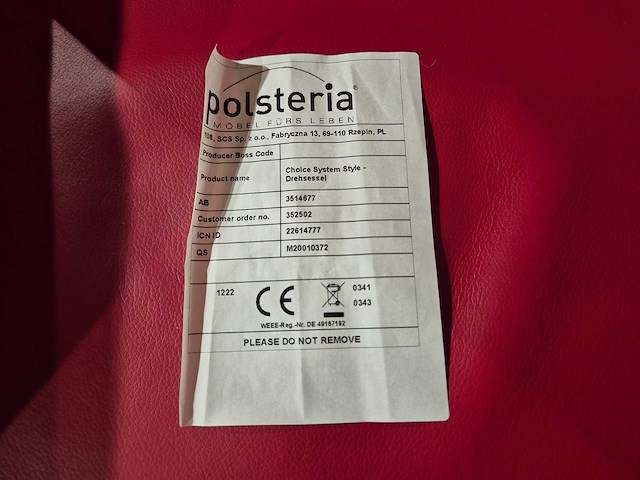 polsteria®
MÖBEL FÜRS LEBEN
SCS Sp. z o.o., Fabryczna 13, 69-110 Rzepin, PL
Producer Boss Code
Product name Choice System Style -
Drehsessel
AB 3514677
Customer order no. 352502
ICN ID 22614777
QS M20010372
1222 CE 0341
0343
WEEE-Reg.-Nr. DE 49187192
PLEASE DO NOT REMOVE